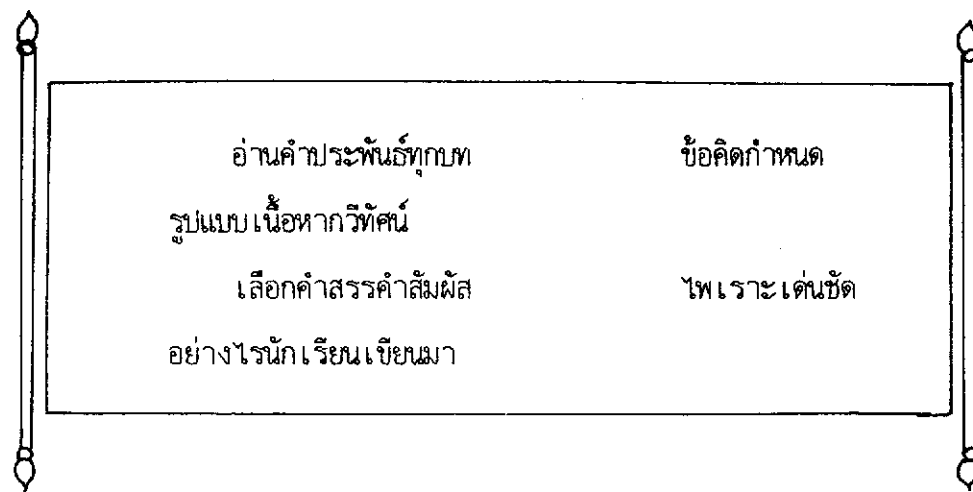 อ่านคำประพันธ์ทุกบท ข้อคิดกำหนด
รูปแบบเนื้อหากวีทัศน์
เลือกคำสรรคำสัมผัส ไพเราะเด่นชัด
อย่างไรนักเรียนเขียนมา